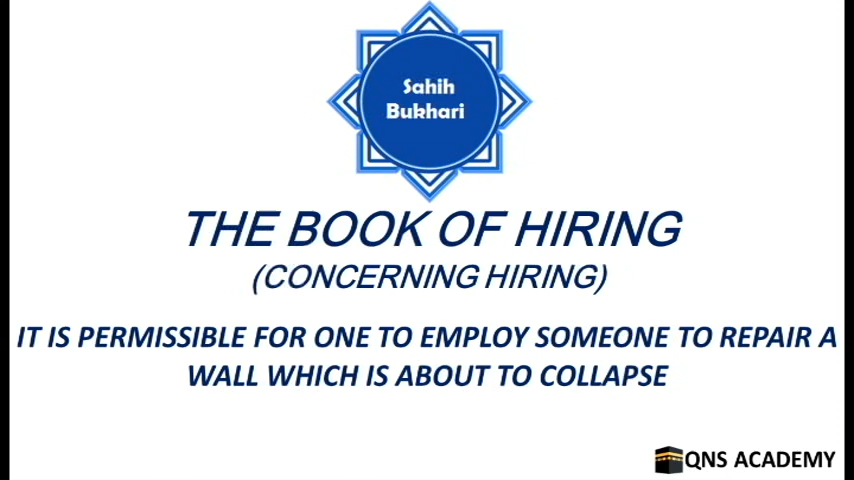 Sahih
Bukhari
THE BOOK OF HIRING
(CONCERNING HIRING)
IT IS PERMISSIBLE FOR ONE TO EMPLOY SOMEONE TO REPAIR A
WALL WHICH IS ABOUT TO COLLAPSE
QNS ACADEMY